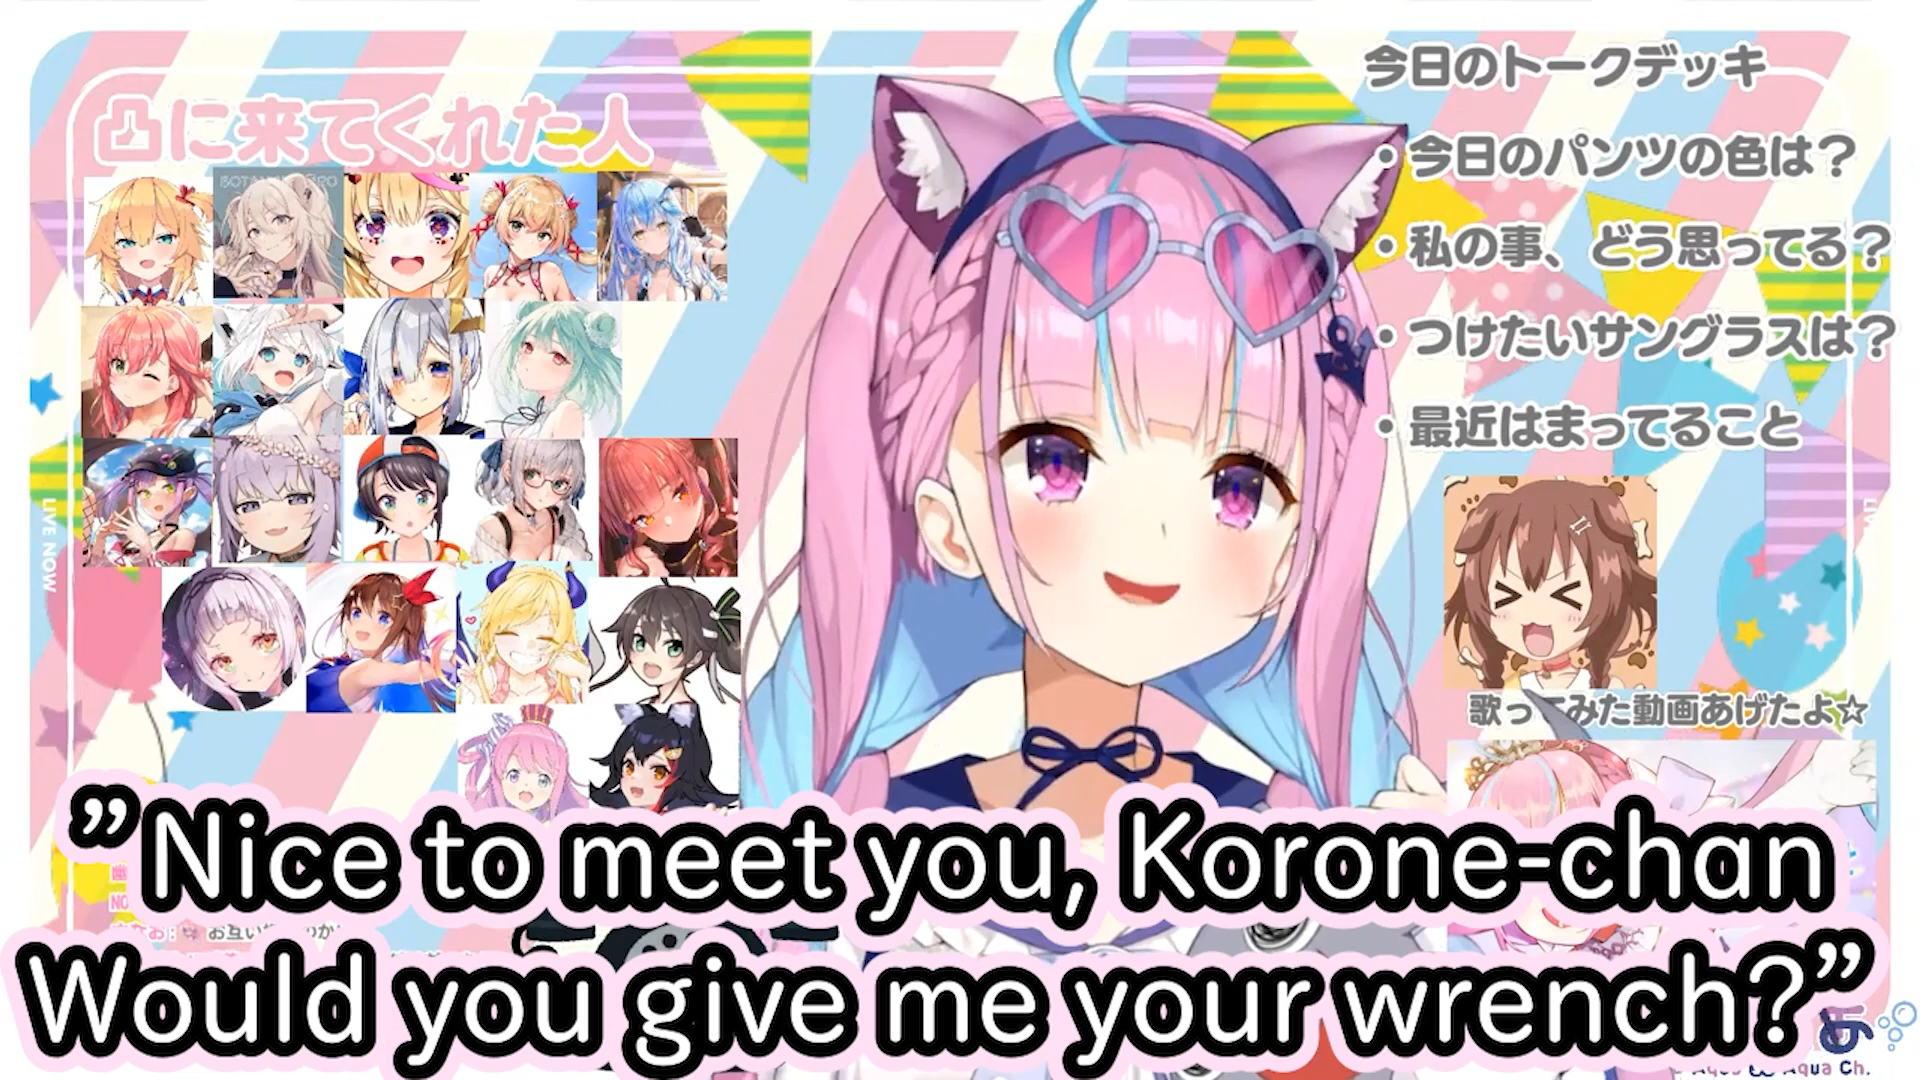 凸に来てくれた人
今日のトークデッキ
・今日のパンツの色は？
・私の事、どう思ってる？
・つけたいサングラスは？
・最近はまってること
LIVE NOW
歌ってみた動画あげたよ☆
”Nice to meet you, Korone-chan
Would you give me your wrench?”
Aqua Ch.